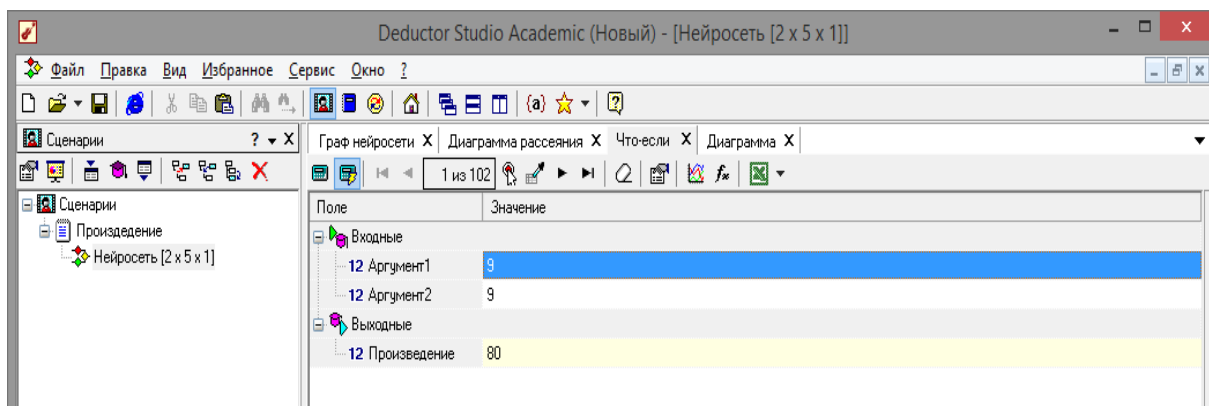 Deductor Studio Academic (Новый) - [Нейросеть [2 x 5 x 1]]
Файл Правка Вид Избранное Сервис Окно ?
Сценарии ?
Граф нейросети X Диаграмма рассеяния X Что-если X Диаграмма X
1 из 102
Сценарии
Произдедение
Нейросеть [2 x 5 x 1]
Поле Значение
Входные
12 Аргумент1 9
12 Аргумент2 9
Выходные
12 Произведение 80